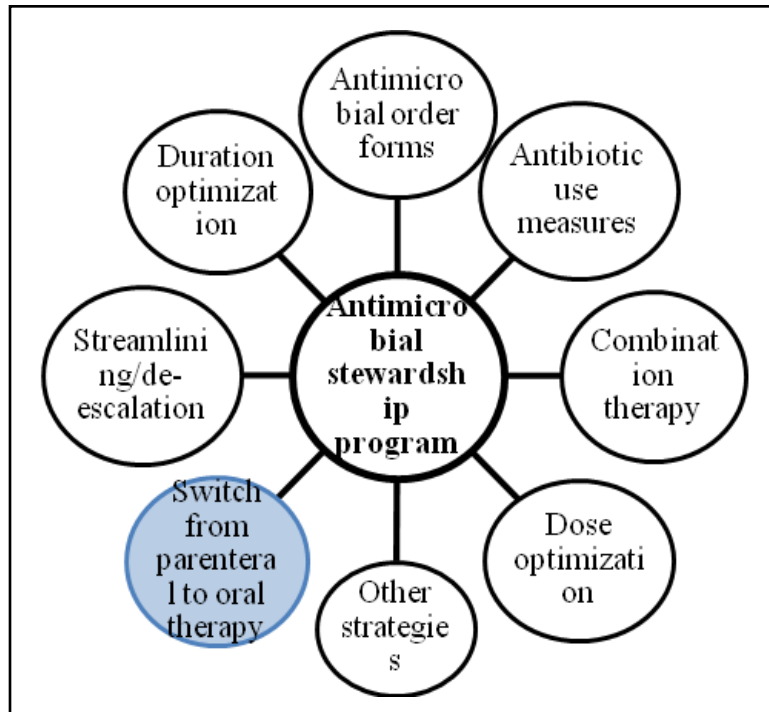 Antimicro
bial order
forms
Duration
optimizat
ion
Antibiotic
use
measures
Streamlini
ng/de-
escalation
Antimicro
bial
stewardsh
ip
program
Combinat
ion
therapy
Switch
from
parentera
l to oral
therapy
Other
strategie
s
Dose
optimizati
on